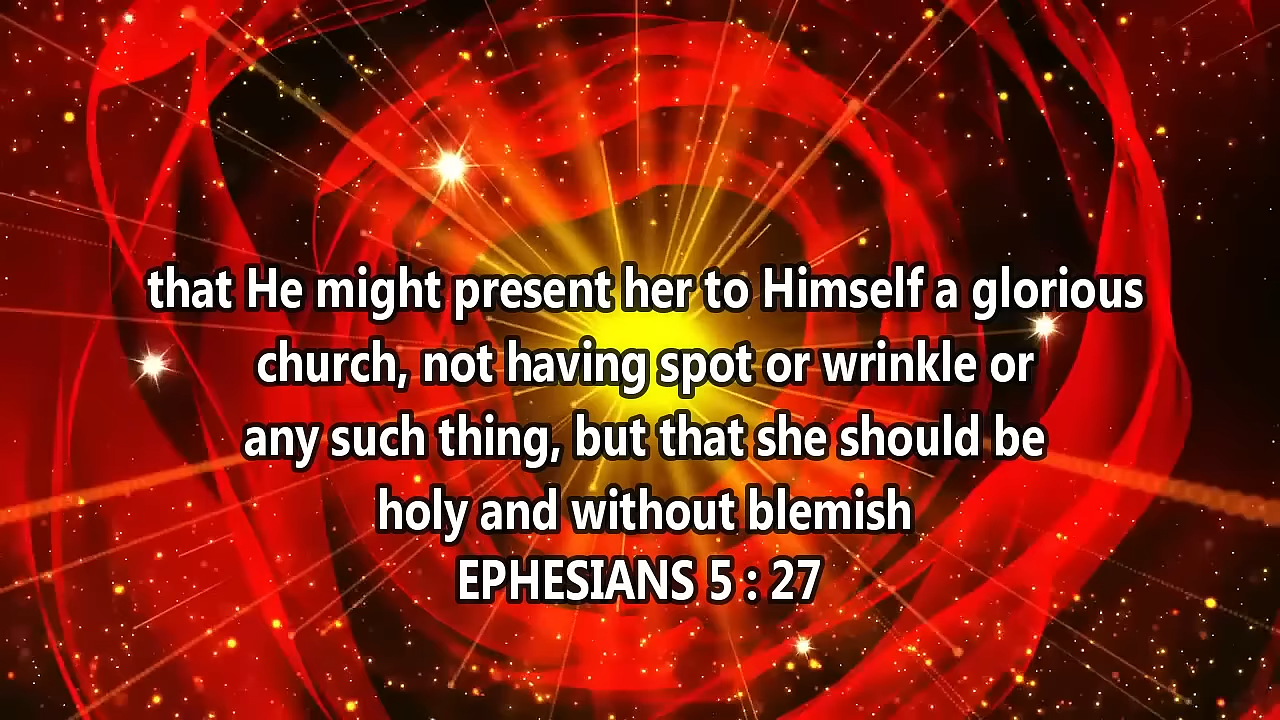 that He might present her to Himself a glorious
church, not having spot or wrinkle or
any such thing, but that she should be
holy and without blemish
EPHESIANS 5 : 27